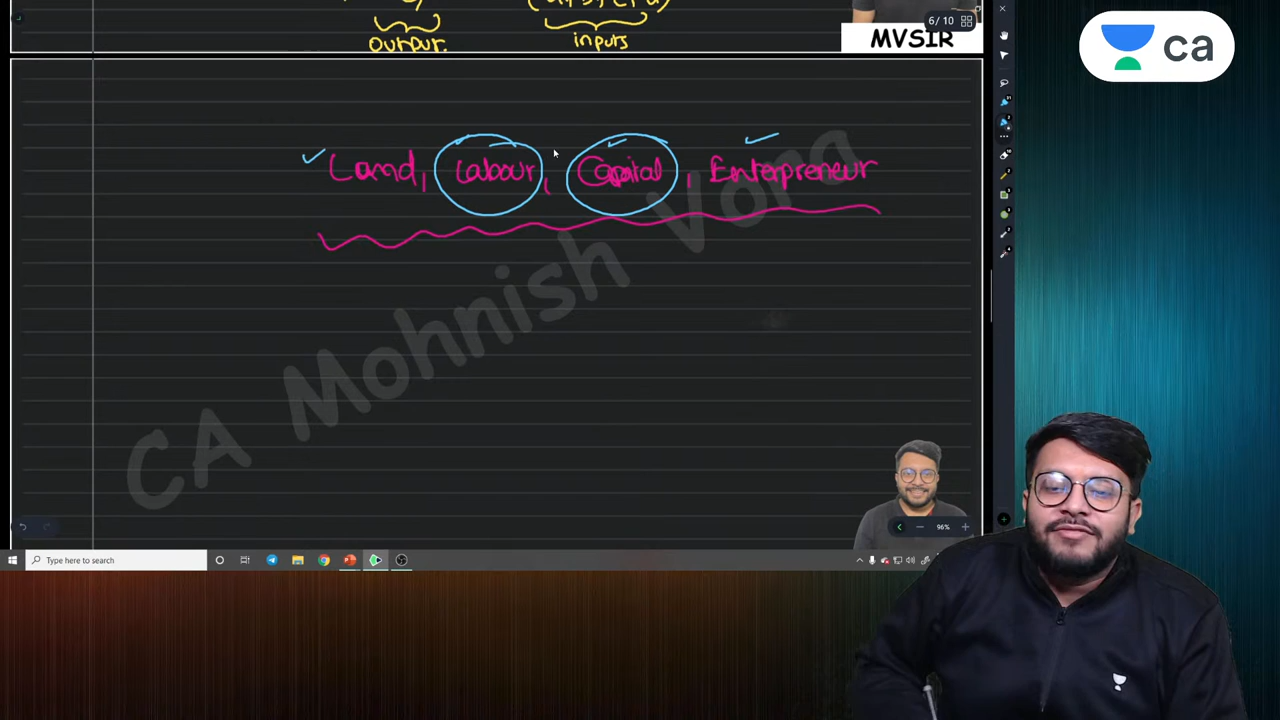 6 / 10
output.
inputs
MVSIR
ca
Land, Labour, Capital, Enterpreneur
CA Mohnish Vora
96%
Type here to search